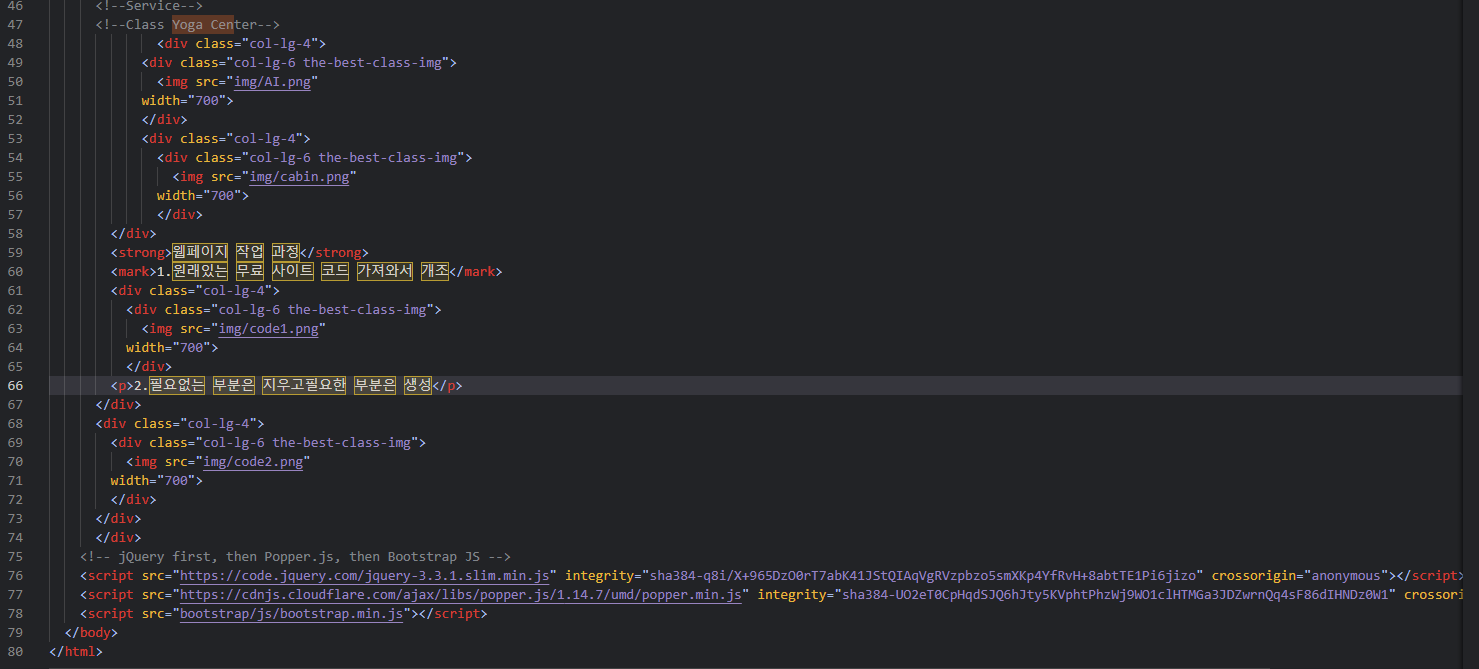 46 <!--Service-->
47 <!--Class Yoga Center-->
48 <div class="col-lg-4">
49 <div class="col-lg-6 the-best-class-img">
50 <img src="img/AI.png"
51 width="700">
52 </div>
53 <div class="col-lg-4">
54 <div class="col-lg-6 the-best-class-img">
55 <img src="img/cabin.png"
56 width="700">
57 </div>
58 </div>
59 <strong>웹페이지 작업 과정</strong>
60 <mark>1.원래있는 무료 사이트 코드 가져와서 개조</mark>
61 <div class="col-lg-4">
62 <div class="col-lg-6 the-best-class-img">
63 <img src="img/code1.png"
64 width="700">
65 </div>
66 <p>2.필요없는 부분은 지우고필요한 부분은 생성</p>
67 </div>
68 <div class="col-lg-4">
69 <div class="col-lg-6 the-best-class-img">
70 <img src="img/code2.png"
71 width="700">
72 </div>
73 </div>
74 </div>
75 <!-- jQuery first, then Popper.js, then Bootstrap JS -->
76 <script src="https://code.jquery.com/jquery-3.3.1.slim.min.js" integrity="sha384-q8i/X+965DzO0rT7abK41JStQIAqVgRVzpbzo5smXKp4YfRvH+8abtTE1Pi6jizo" crossorigin="anonymous"></script>
77 <script src="https://cdnjs.cloudflare.com/ajax/libs/popper.js/1.14.7/umd/popper.min.js" integrity="sha384-UO2eT0CpHqdSJQ6hJty5KVphtPhzWj9WO1clHTMGa3JDZwrnQq4sF86dIHNDz0W1" crossori
78 <script src="bootstrap/js/bootstrap.min.js"></script>
79 </body>
80 </html>